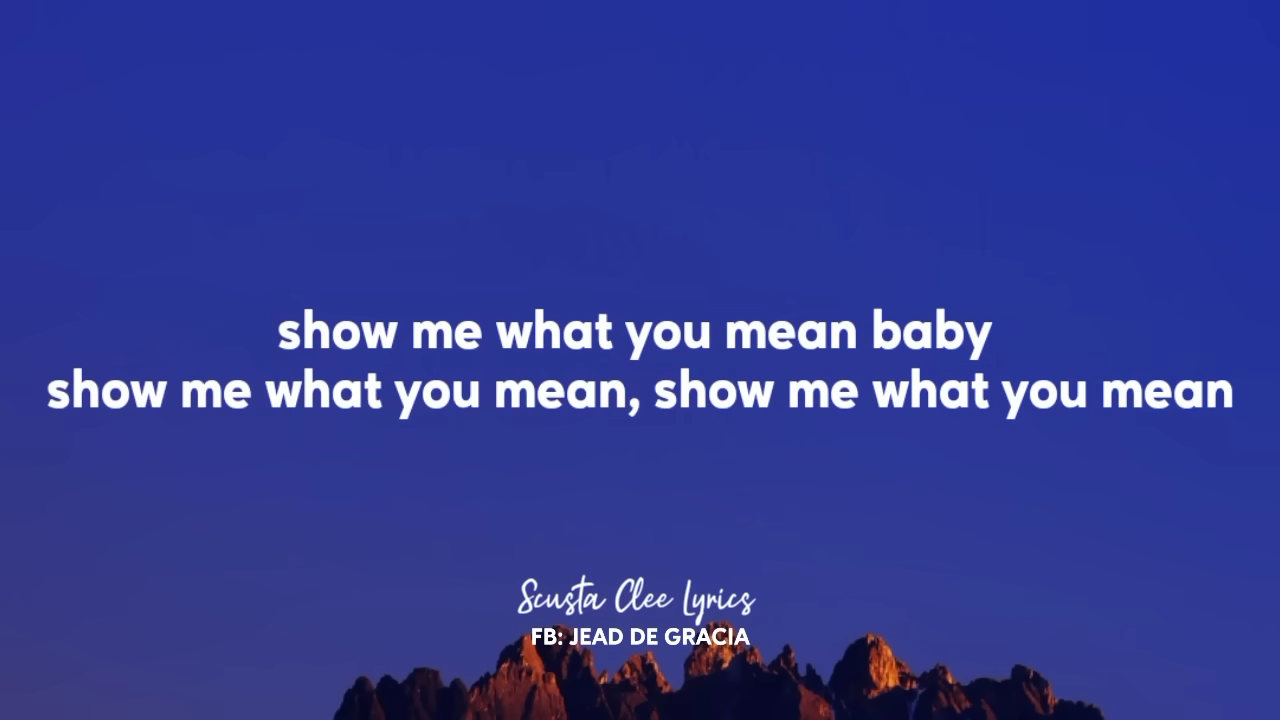 show me what you mean baby
show me what you mean, show me what you mean
Scusta Clee Lyrics
FB: JEAD DE GRACIA